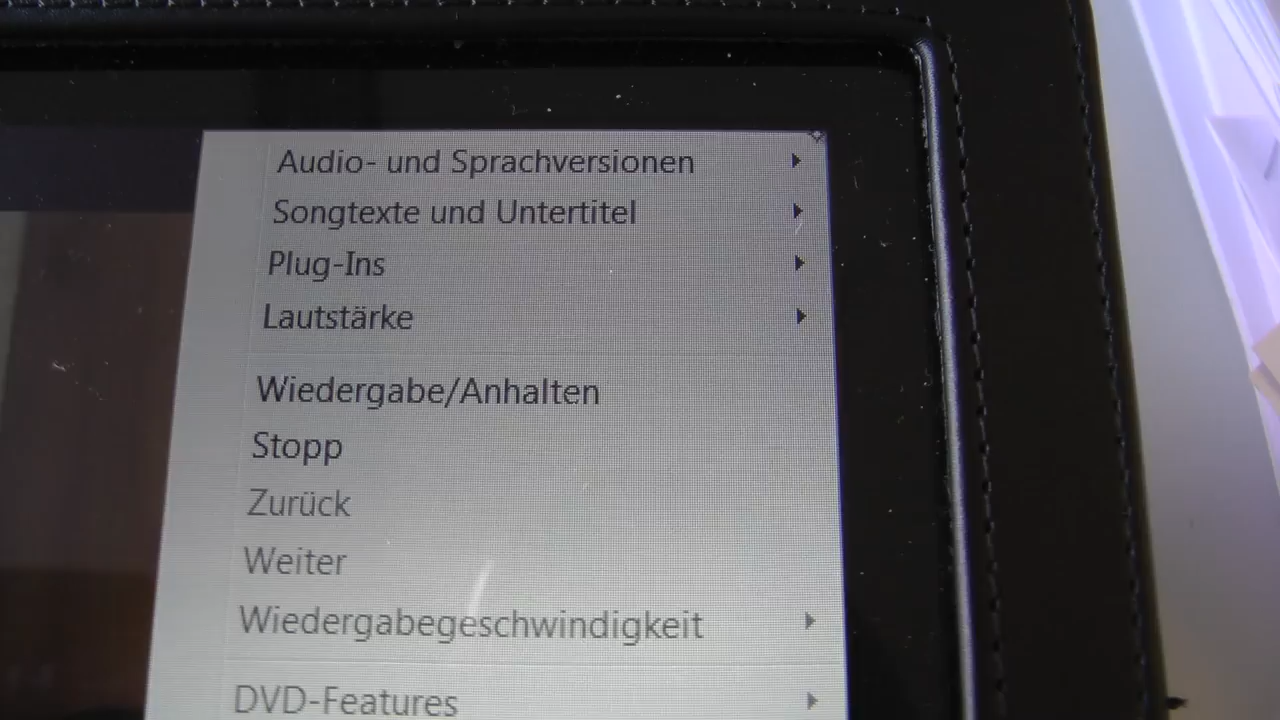 Audio- und Sprachversionen
Songtexte und Untertitel
Plug-Ins
Lautstärke
Wiedergabe/Anhalten
Stopp
Zurück
Weiter
Wiedergabegeschwindigkeit
DVD-Features